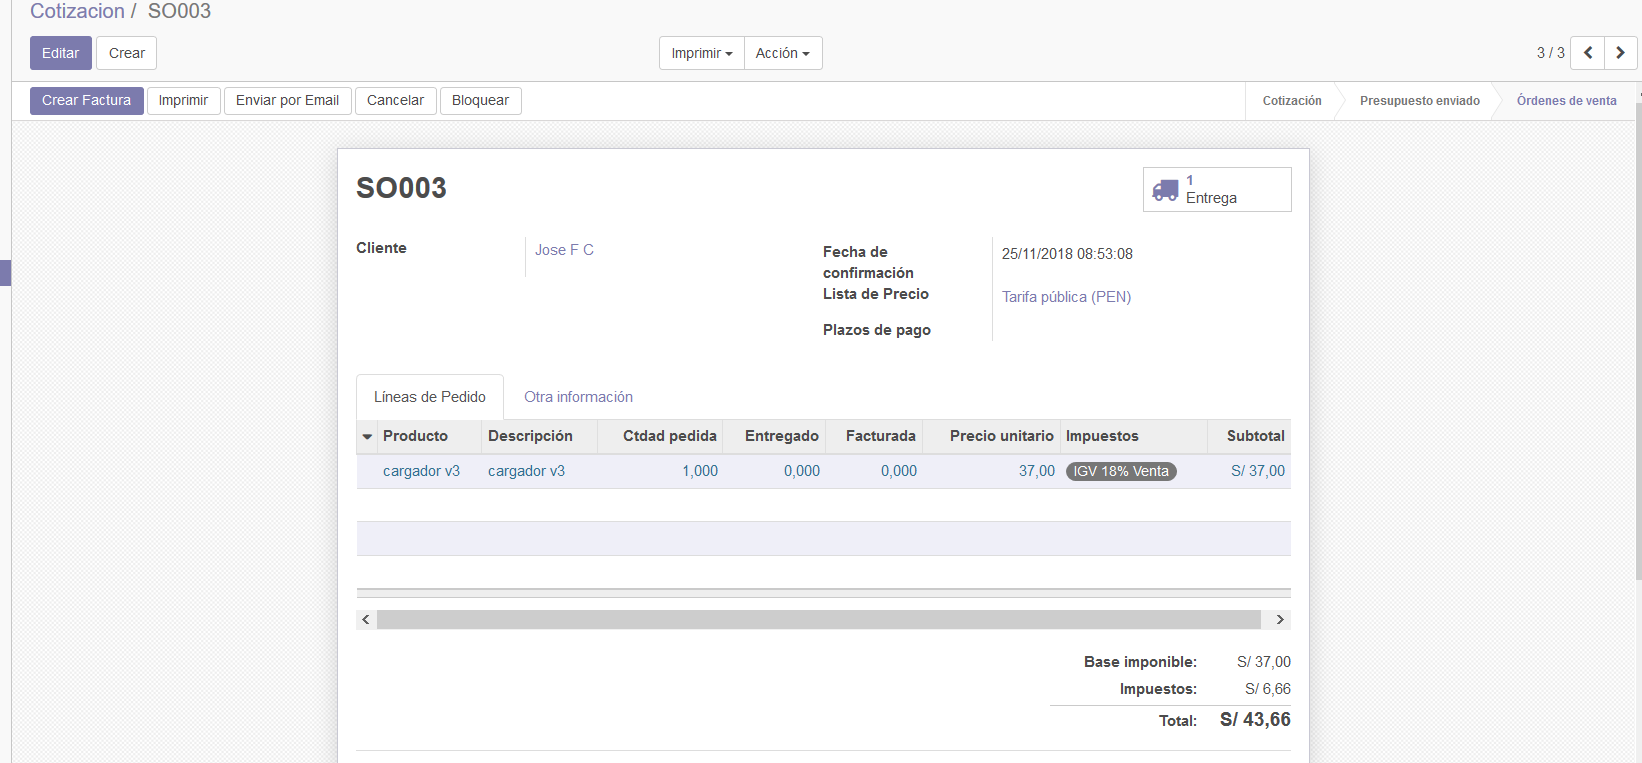 Cotizacion / SO003
Editar Crear Imprimir Acción 3 / 3
Crear Factura Imprimir Enviar por Email Cancelar Bloquear Cotización Presupuesto enviado Órdenes de venta
SO003
1
Entrega
Cliente Jose F C
Fecha de confirmación 25/11/2018 08:53:08
Lista de Precio Tarifa pública (PEN)
Plazos de pago
Líneas de Pedido Otra información
Producto Descripción Ctdad pedida Entregado Facturada Precio unitario Impuestos Subtotal
cargador v3 cargador v3 1,000 0,000 0,000 37,00 IGV 18% Venta S/ 37,00
Base imponible: S/ 37,00
Impuestos: S/ 6,66
Total: S/ 43,66